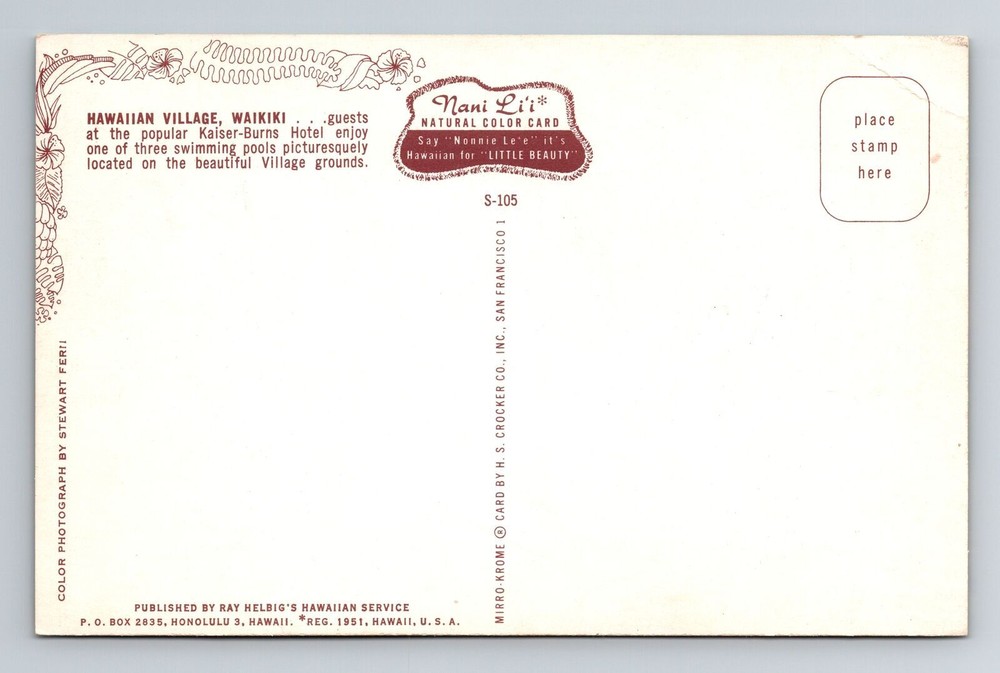 HAWAIIAN VILLAGE, WAIKIKI . . .guests
at the popular Kaiser-Burns Hotel enjoy
one of three swimming pools picturesquely
located on the beautiful Village grounds.
Nani Li'i*
NATURAL COLOR CARD
Say "Nonnie Le'e" it's
Hawaiian for "LITTLE BEAUTY"
S-105
place
stamp
here
MIRRO-KROME ® CARD BY H. S. CROCKER CO., INC., SAN FRANCISCO 1
COLOR PHOTOGRAPH BY STEWART
PUBLISHED BY RAY HELBIG'S HAWAIIAN SERVICE
P. O. BOX 2835, HONOLULU 3, HAWAII. *REG. 1951, HAWAII, U. S. A.